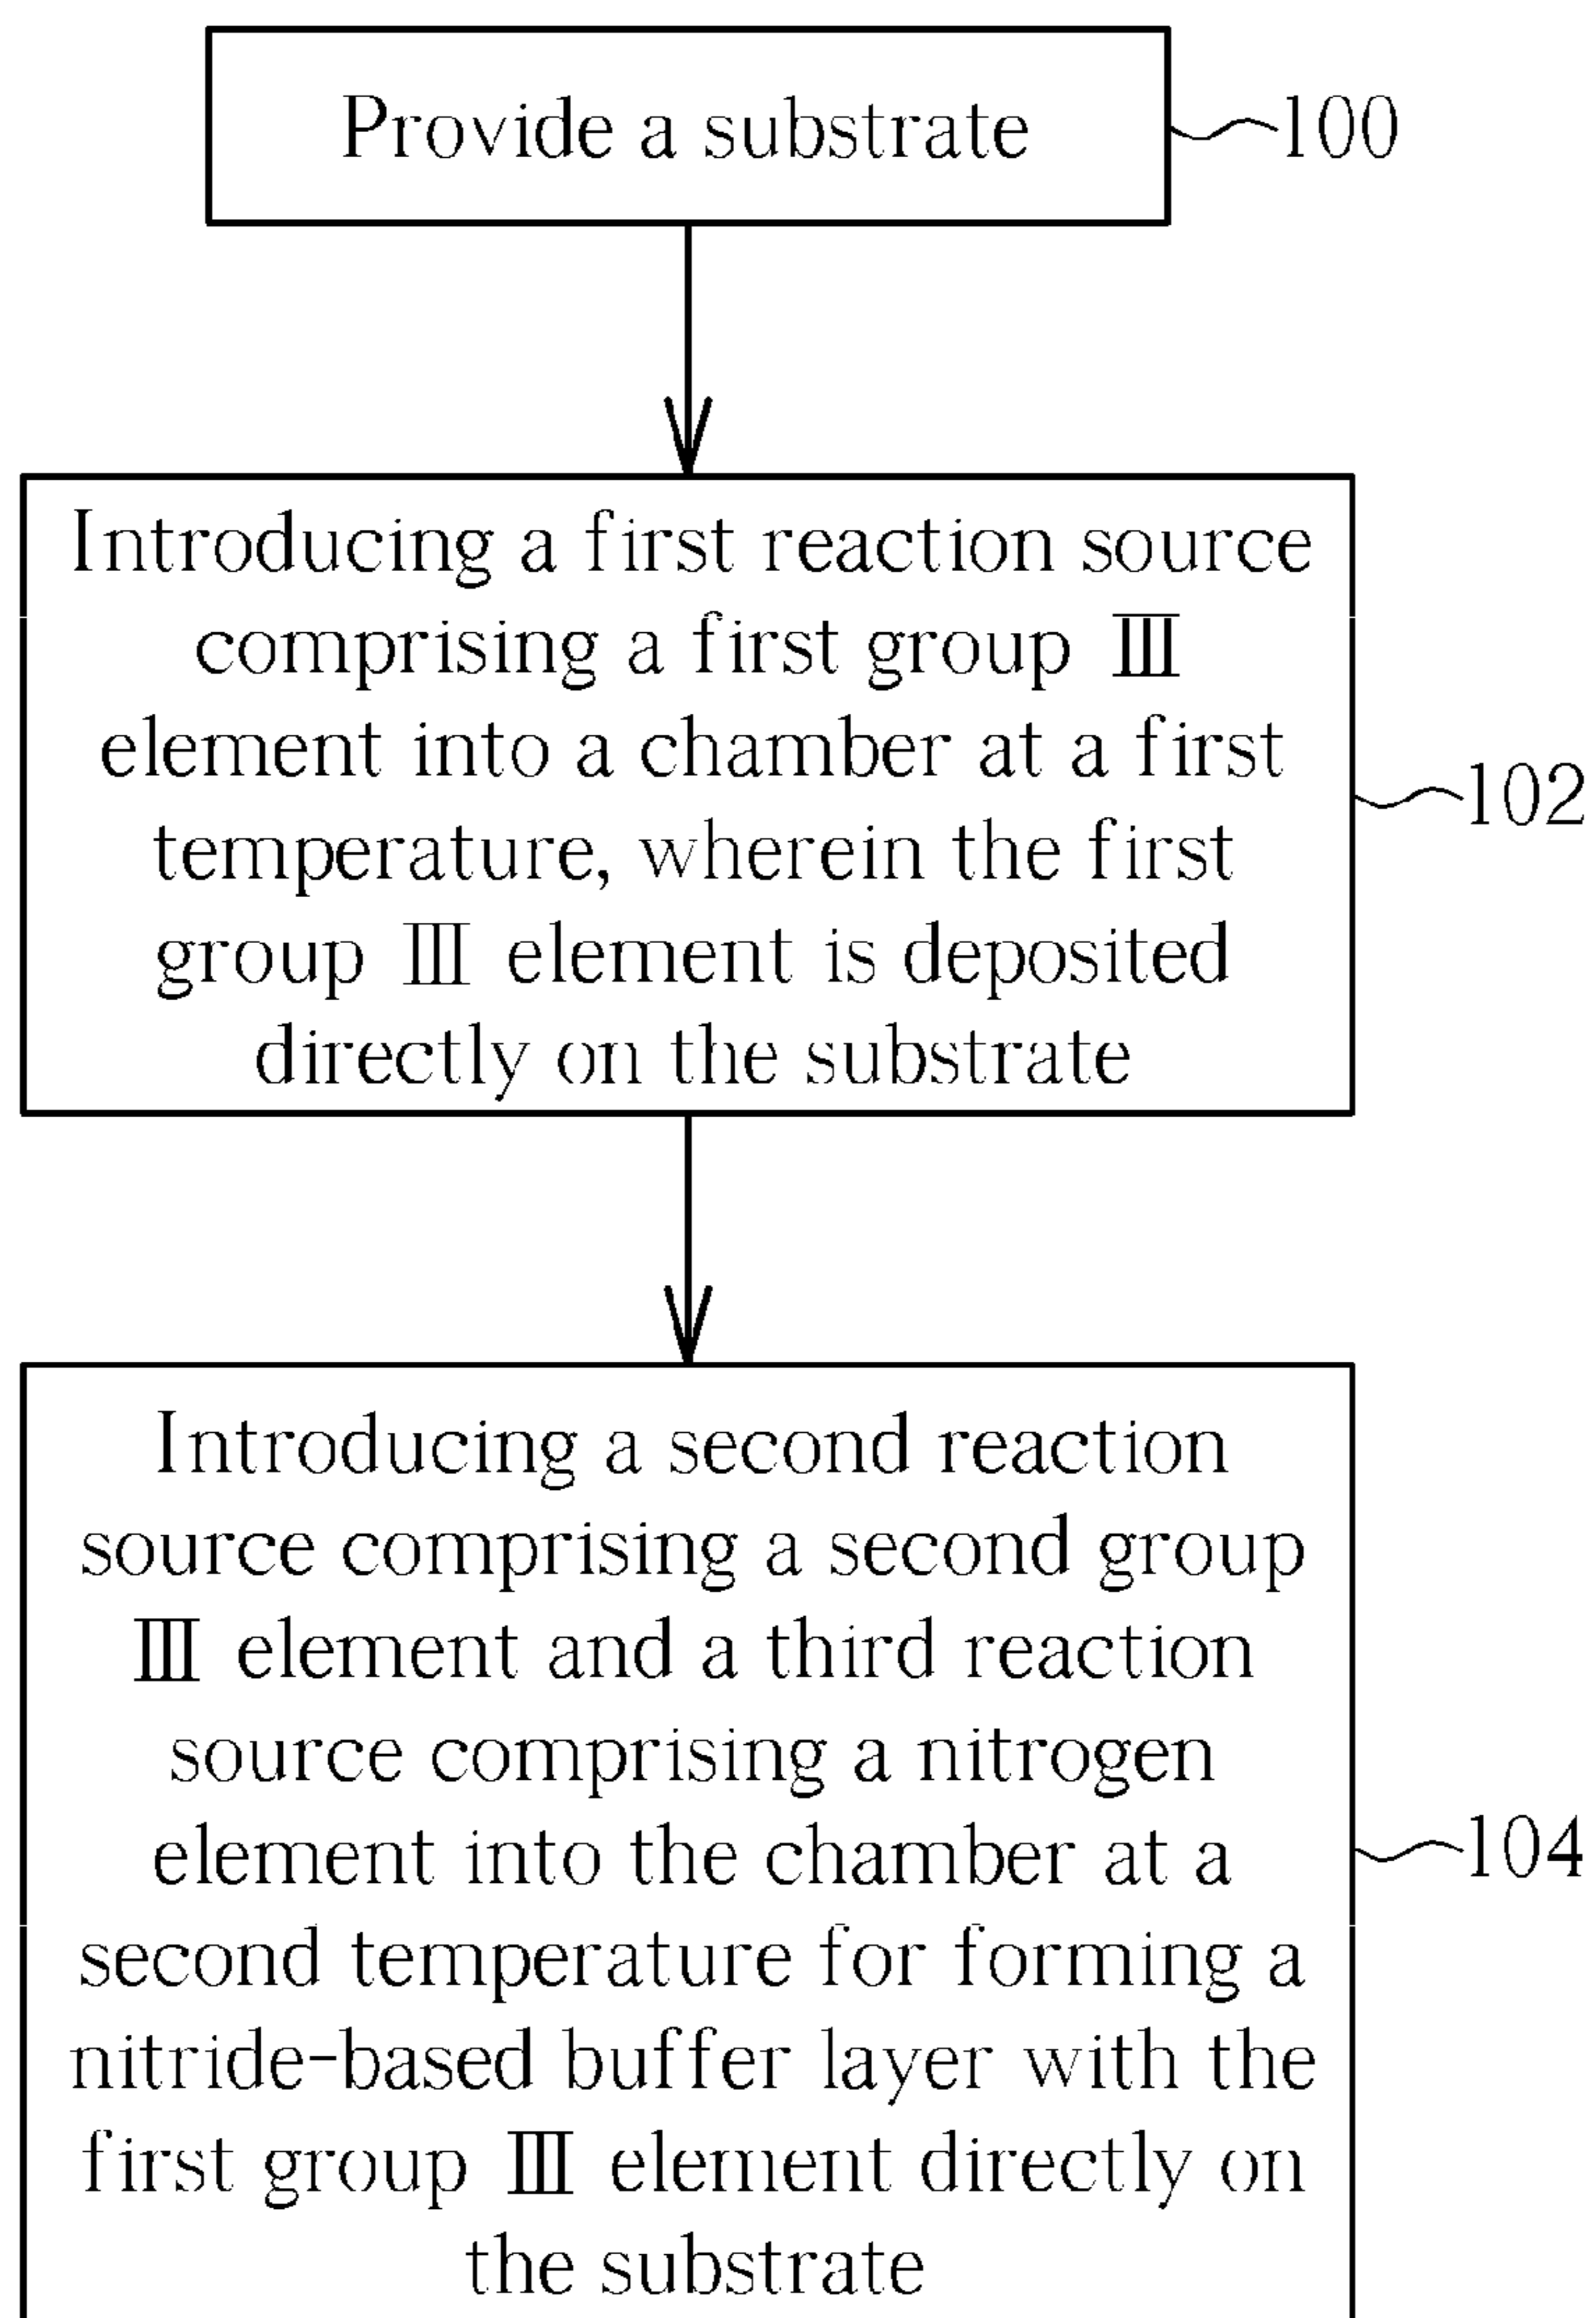 Provide a substrate
100
Introducing a first reaction source
comprising a first group Ⅲ
element into a chamber at a first
temperature, wherein the first
group Ⅲ element is deposited
directly on the substrate
102
Introducing a second reaction
source comprising a second group
Ⅲ element and a third reaction
source comprising a nitrogen
element into the chamber at a
second temperature for forming a
nitride-based buffer layer with the
first group Ⅲ element directly on
the substrate
104